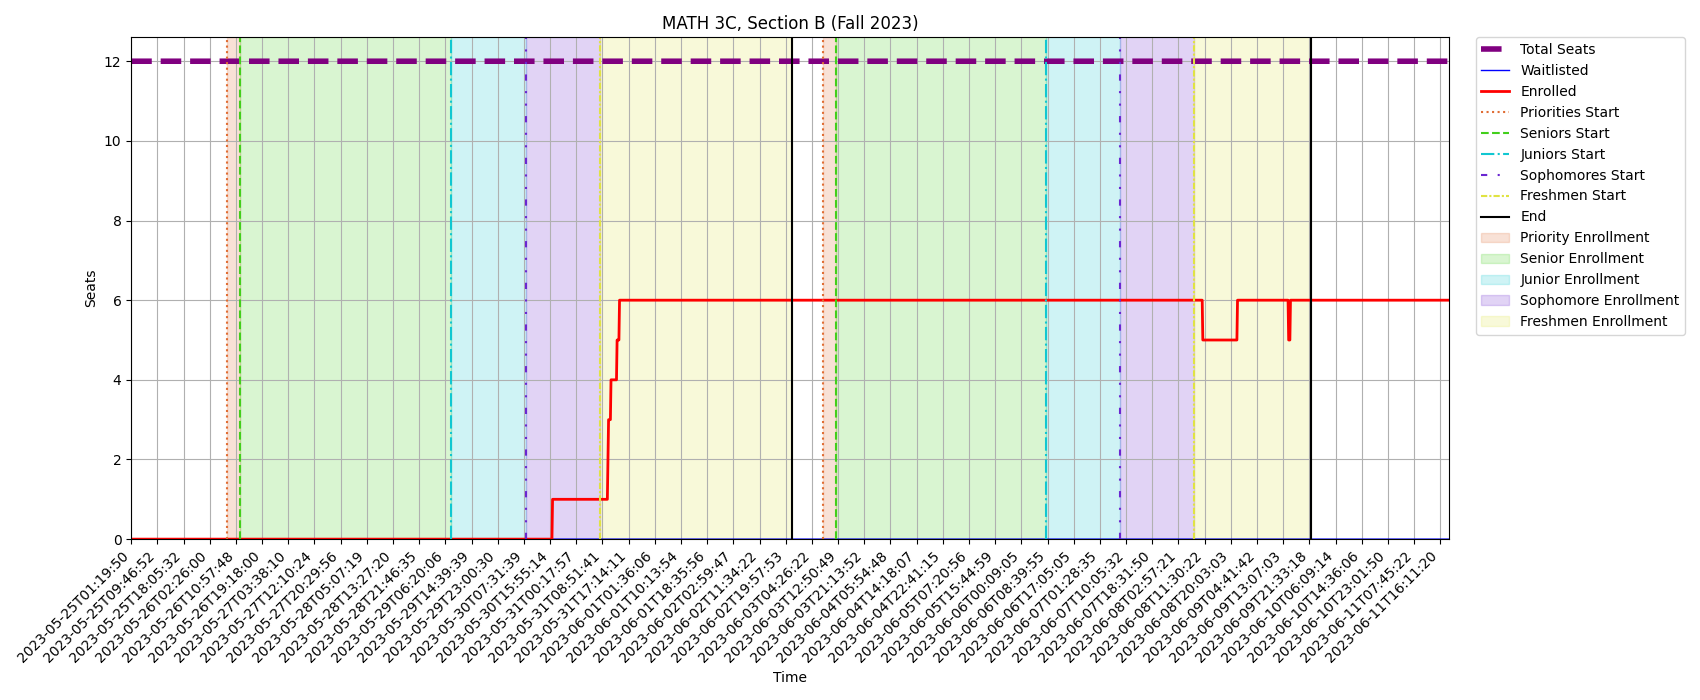 MATH 3C, Section B (Fall 2023)
Total Seats
Waitlisted
Enrolled
Priorities Start
Seniors Start
Juniors Start
Sophomores Start
Freshmen Start
End
Priority Enrollment
Senior Enrollment
Junior Enrollment
Sophomore Enrollment
Freshmen Enrollment
Seats
12
10
8
6
4
2
0
2023-05-25T01:19:50
2023-05-25T09:46:52
2023-05-25T18:05:32
2023-05-26T02:26:00
2023-05-26T10:57:48
2023-05-26T19:18:00
2023-05-27T03:38:10
2023-05-27T12:10:24
2023-05-27T20:29:56
2023-05-28T05:07:19
2023-05-28T13:27:20
2023-05-28T21:46:35
2023-05-29T06:20:06
2023-05-29T14:39:39
2023-05-29T23:00:30
2023-05-30T07:31:39
2023-05-30T15:55:14
2023-05-31T00:17:57
2023-05-31T08:51:41
2023-05-31T17:14:11
2023-06-01T01:36:06
2023-06-01T10:13:54
2023-06-01T18:35:56
2023-06-02T02:59:47
2023-06-02T11:34:22
2023-06-02T19:57:53
2023-06-03T04:26:22
2023-06-03T12:50:49
2023-06-03T21:13:52
2023-06-04T05:54:48
2023-06-04T14:18:07
2023-06-04T22:41:15
2023-06-05T07:20:56
2023-06-05T15:44:59
2023-06-06T00:09:05
2023-06-06T08:39:55
2023-06-06T17:05:05
2023-06-07T01:28:35
2023-06-07T10:05:32
2023-06-07T18:31:50
2023-06-08T02:57:21
2023-06-08T11:30:22
2023-06-08T20:03:03
2023-06-09T04:41:42
2023-06-09T13:07:03
2023-06-09T21:33:18
2023-06-10T06:09:14
2023-06-10T14:36:06
2023-06-10T23:01:50
2023-06-11T07:45:22
2023-06-11T16:11:20
Time